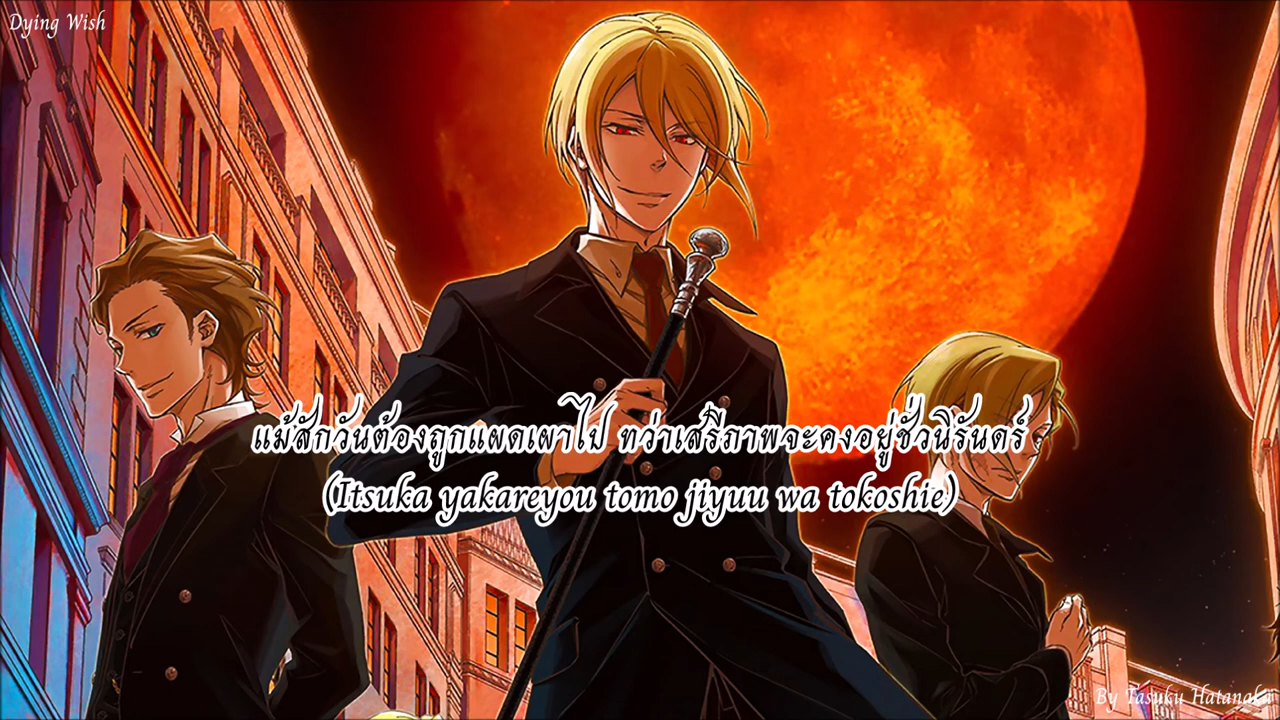 Dying Wish
แม้สักวันต้องถูกแผดเผาไป ทว่าเสรีภาพจะคงอยู่ชั่วนิรันดร์
(Itsuka yakareyou tomo jiyuu wa tokoshie)
By Tasuku Hatanaka